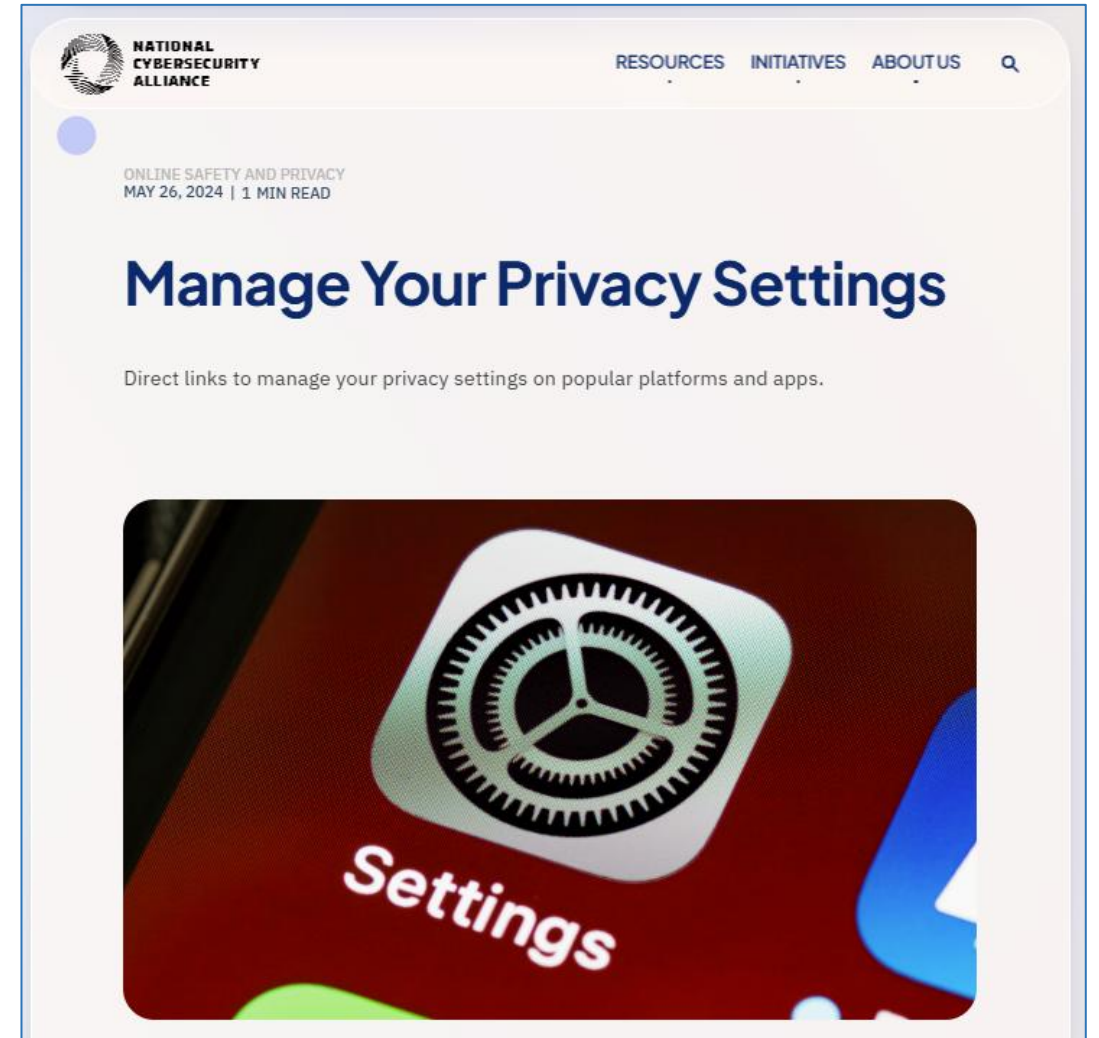 NATIONAL
CYBERSECURITY
ALLIANCE
RESOURCES INITIATIVES ABOUT US
ONLINE SAFETY AND PRIVACY
MAY 26, 2024 | 1 MIN READ
Manage Your Privacy Settings
Direct links to manage your privacy settings on popular platforms and apps.
Settings